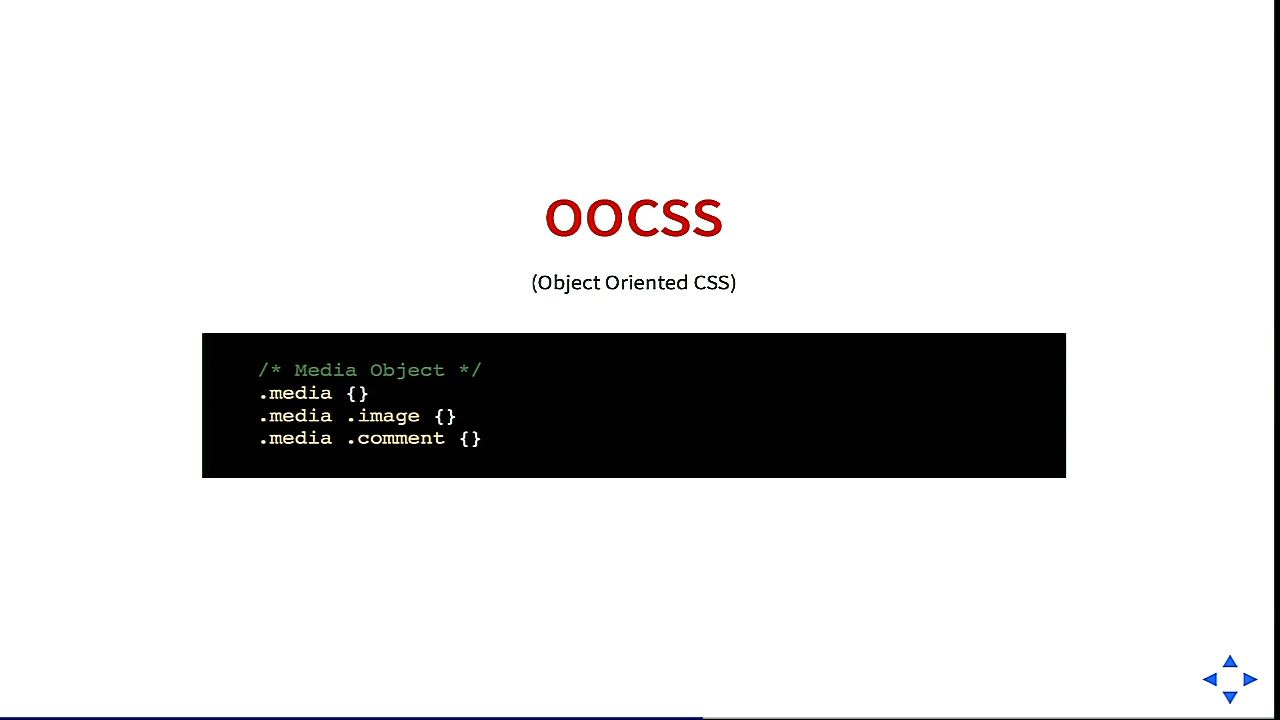 OOCSS
(Object Oriented CSS)
/* Media Object */
.media {}
.media .image {}
.media .comment {}